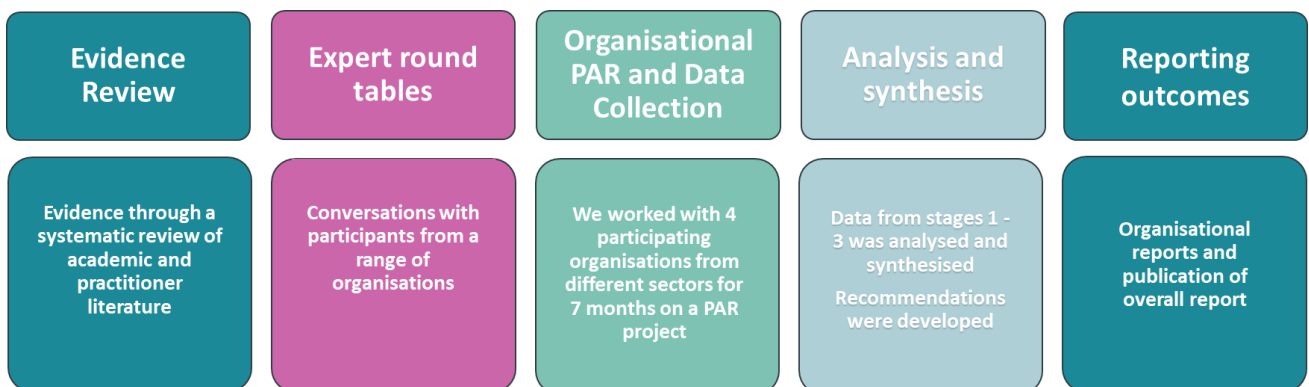 Evidence
Review
Expert round
tables
Organisational
PAR and Data
Collection
Analysis and
synthesis
Reporting
outcomes
Evidence through a
systematic review of
academic and
practitioner
literature
Conversations with
participants from a
range of
organisations
We worked with 4
participating
organisations from
different sectors for
7 months on a PAR
project
Data from stages 1 -
3 was analysed and
synthesised
Recommendations
were developed
Organisational
reports and
publication of
overall report